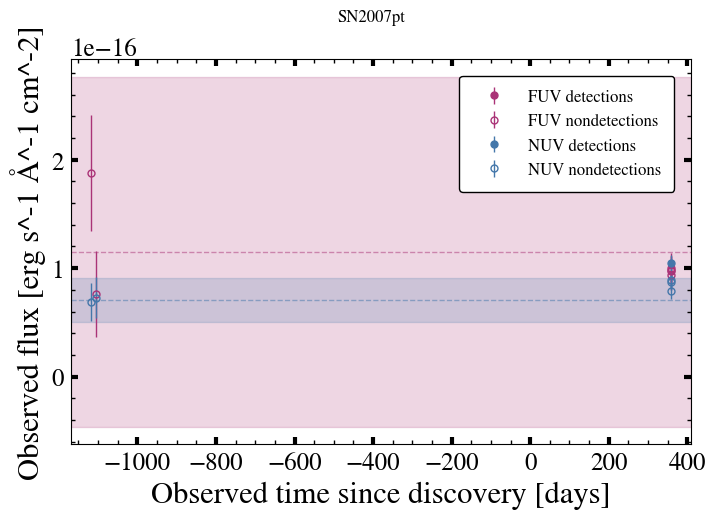 SN2007pt
1e−16
FUV detections
FUV nondetections
NUV detections
NUV nondetections
2
1
0
Observed flux [erg s^-1 Å^-1 cm^-2]
−1000 −800 −600 −400 −200 0 200 400
Observed time since discovery [days]